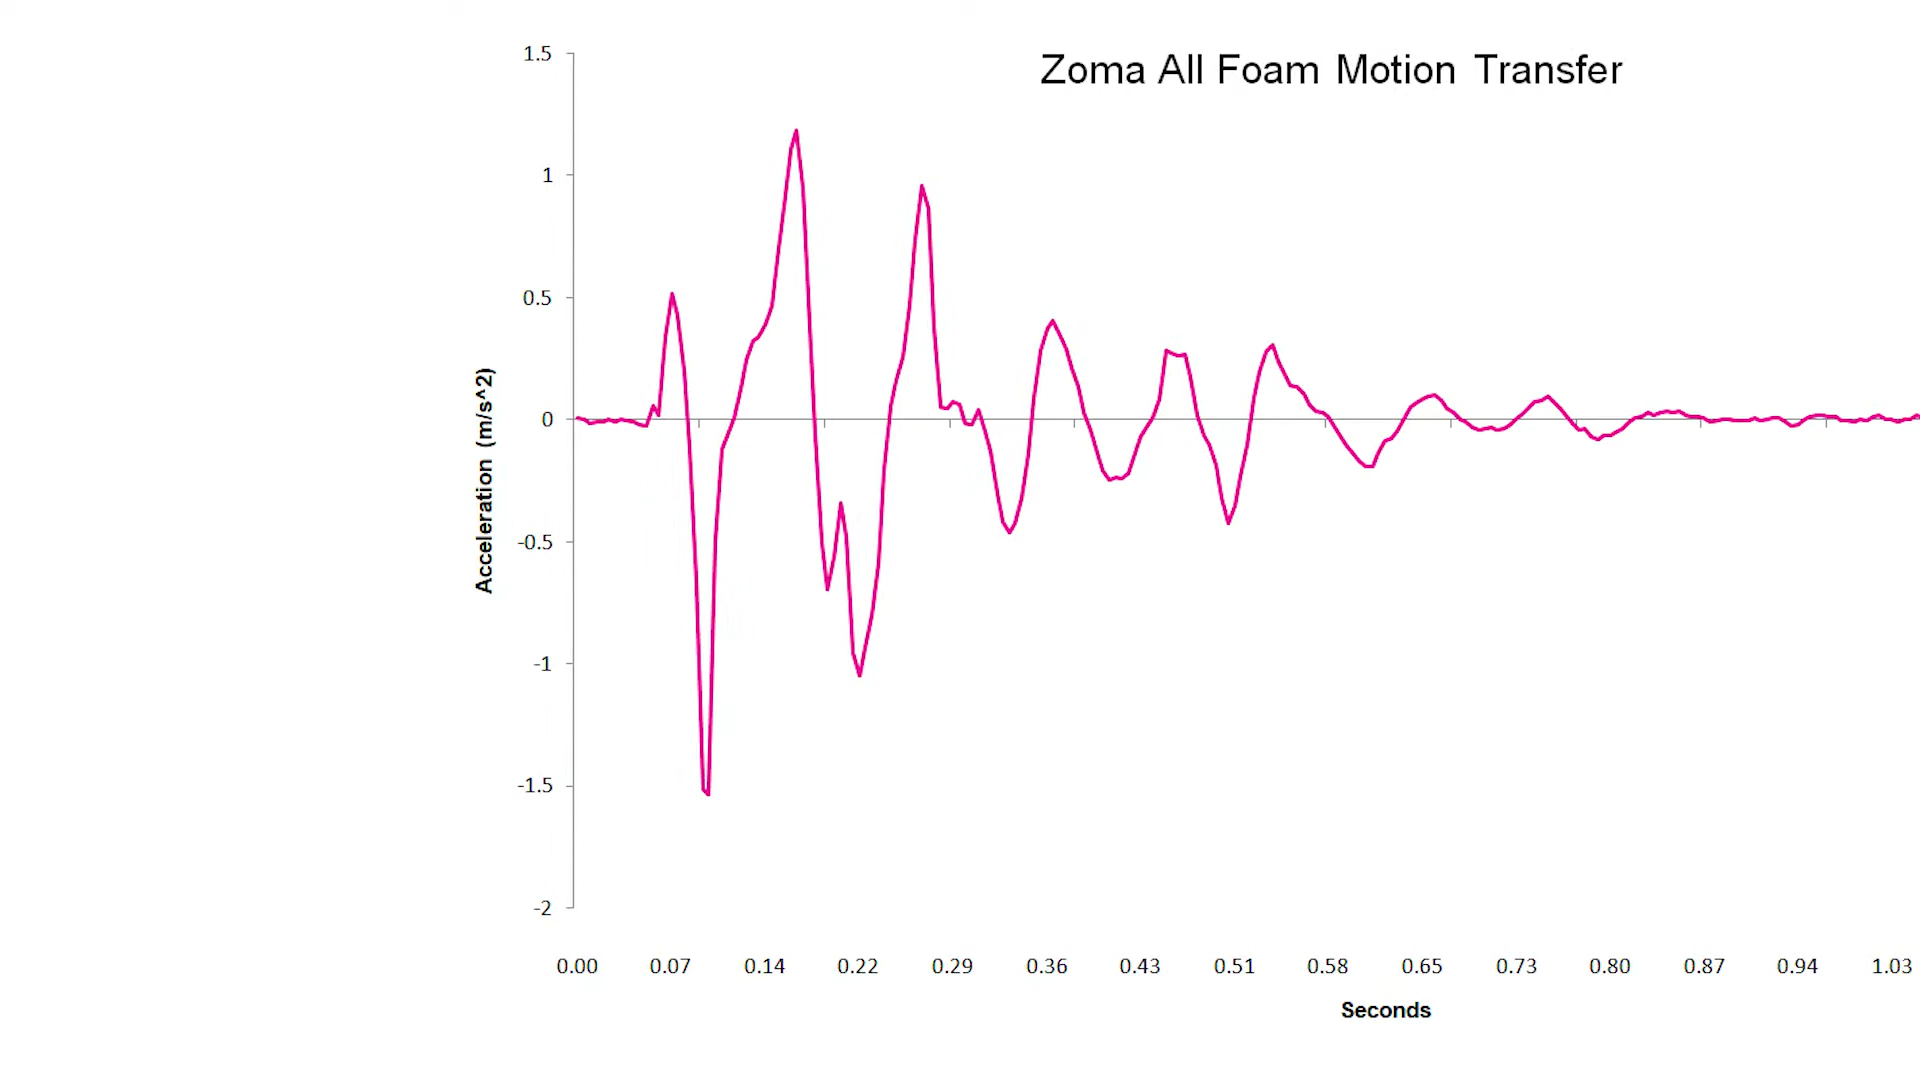 Zoma All Foam Motion Transfer
1.5
1
0.5
0
-0.5
-1
-1.5
-2
Acceleration (m/s^2)
0.00 0.07 0.14 0.22 0.29 0.36 0.43 0.51 0.58 0.65 0.73 0.80 0.87 0.94 1.03
Seconds